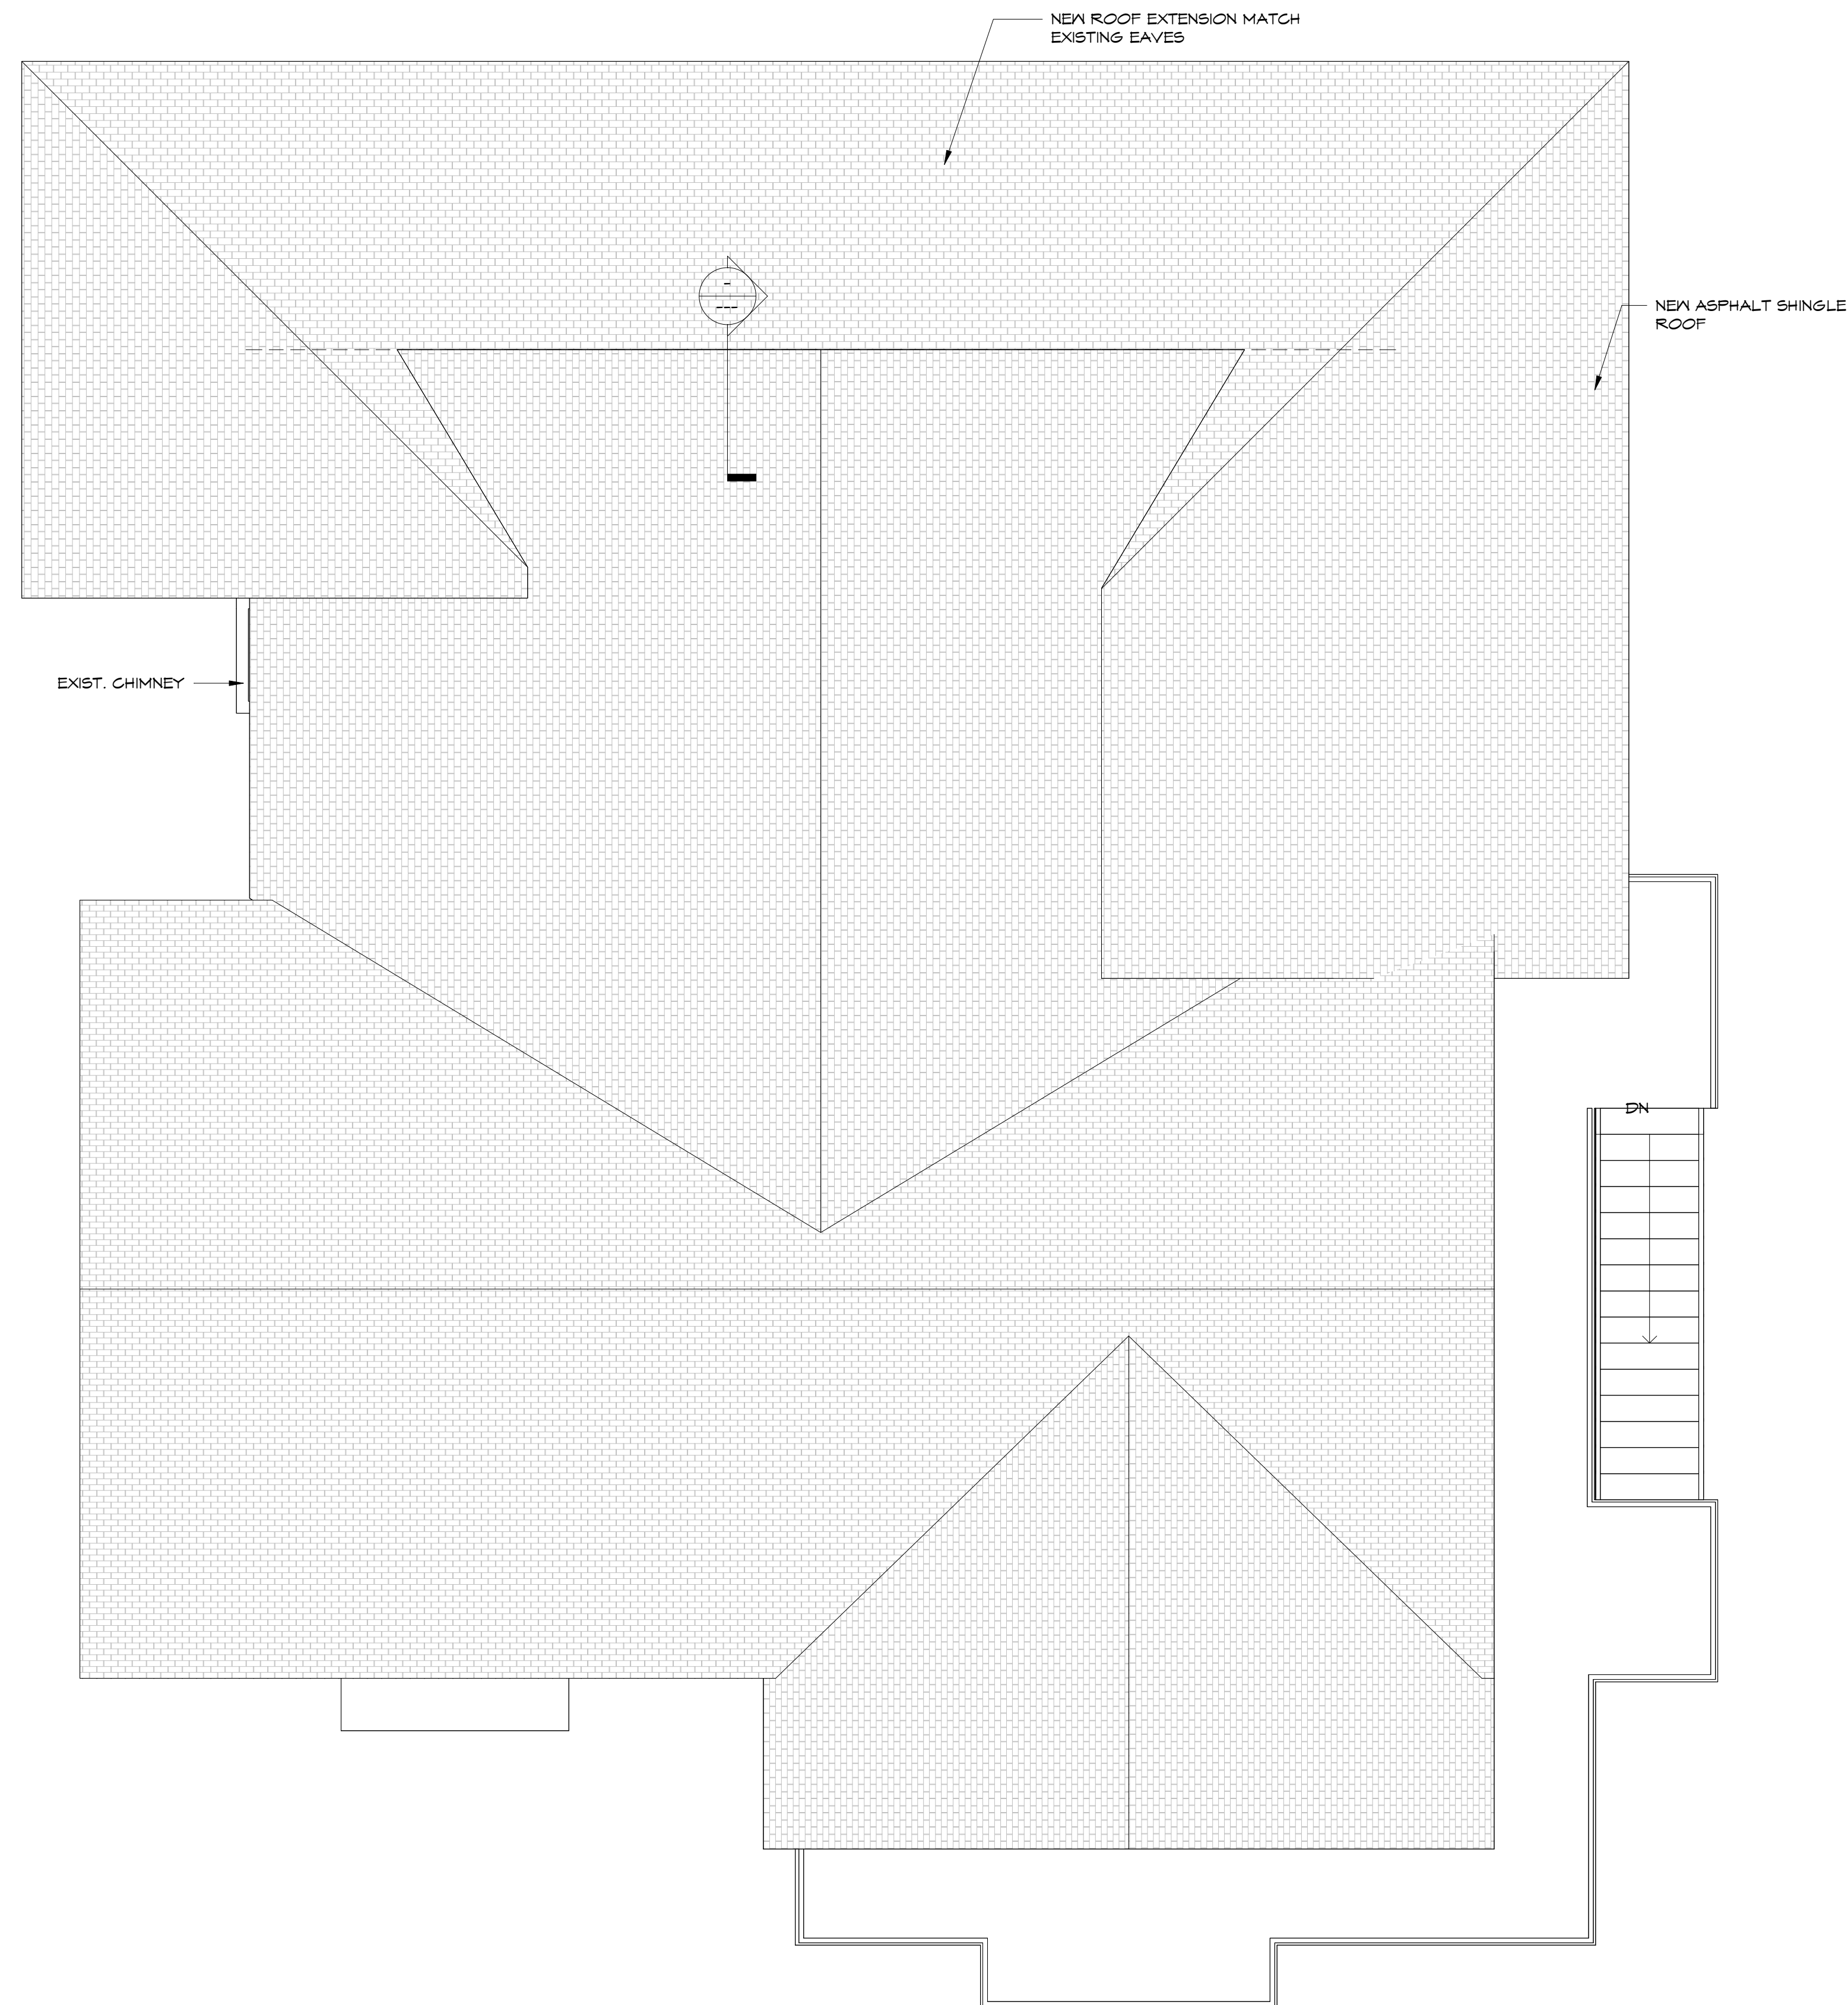 NEW ROOF EXTENSION MATCH
EXISTING EAVES
-
---
NEW ASPHALT SHINGLE
ROOF
EXIST. CHIMNEY
DN